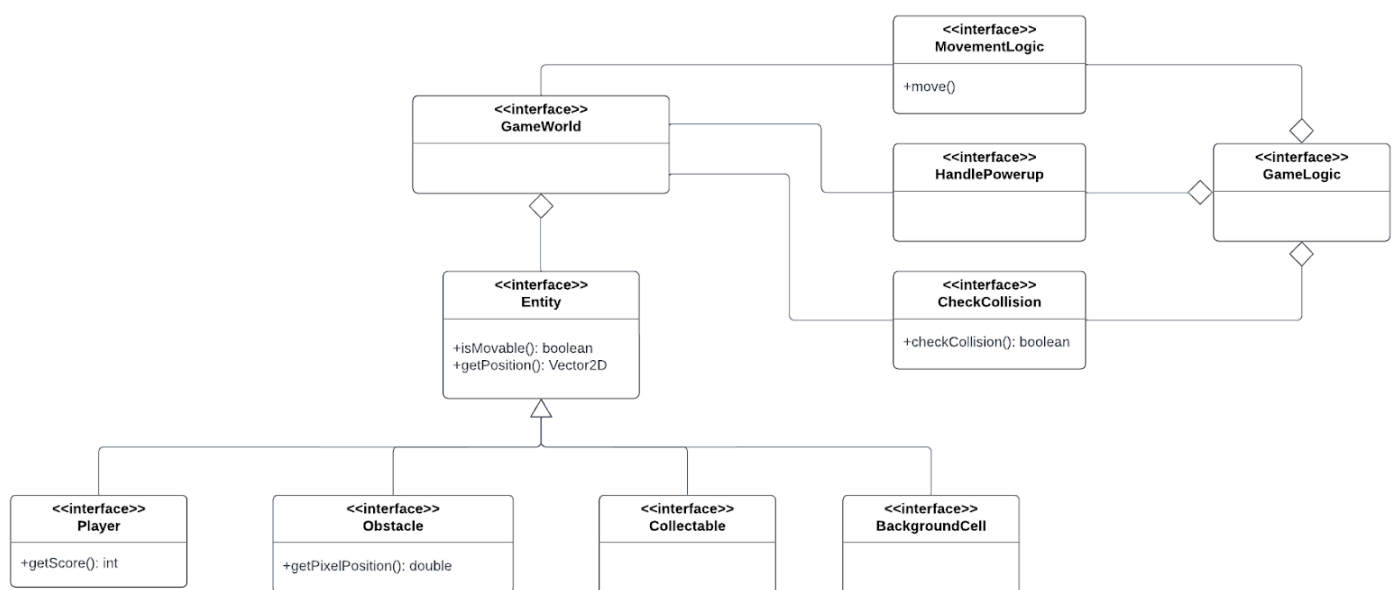 <<interface>>
MovementLogic
+move()
<<interface>>
GameWorld
<<interface>>
HandlePowerup
<<interface>>
GameLogic
<<interface>>
Entity
+isMovable(): boolean
+getPosition(): Vector2D
<<interface>>
CheckCollision
+checkCollision(): boolean
<<interface>>
Player
+getScore(): int
<<interface>>
Obstacle
+getPixelPosition(): double
<<interface>>
Collectable
<<interface>>
BackgroundCell